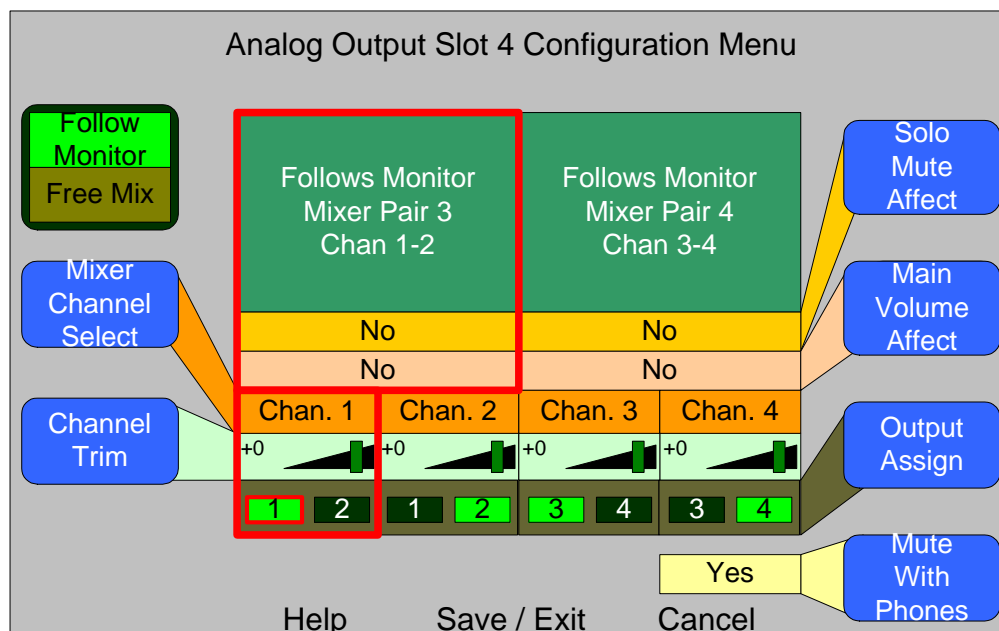 Analog Output Slot 4 Configuration Menu
Follow
Monitor
Free Mix
Follows Monitor
Mixer Pair 3
Chan 1-2
Follows Monitor
Mixer Pair 4
Chan 3-4
Solo
Mute
Affect
Mixer
Channel
Select
Main
Volume
Affect
No
No
No
No
Chan. 1
Chan. 2
Chan. 3
Chan. 4
Channel
Trim
+0
+0
+0
+0
Output
Assign
1
2
1
2
3
4
3
4
Yes
Mute
With
Phones
Help
Save / Exit
Cancel